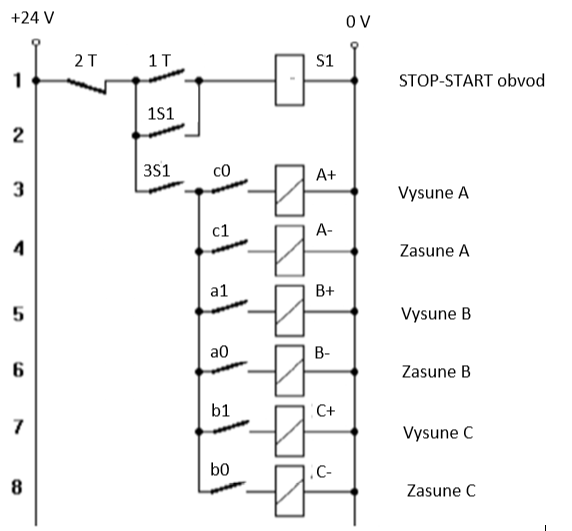 +24 V 0 V
2 T 1 T S1
1 STOP-START obvod
1S1
2
3S1 c0 A+
3 Vysune A
c1 A-
4 Zasune A
a1 B+
5 Vysune B
a0 B-
6 Zasune B
b1 C+
7 Vysune C
b0 C-
8 Zasune C